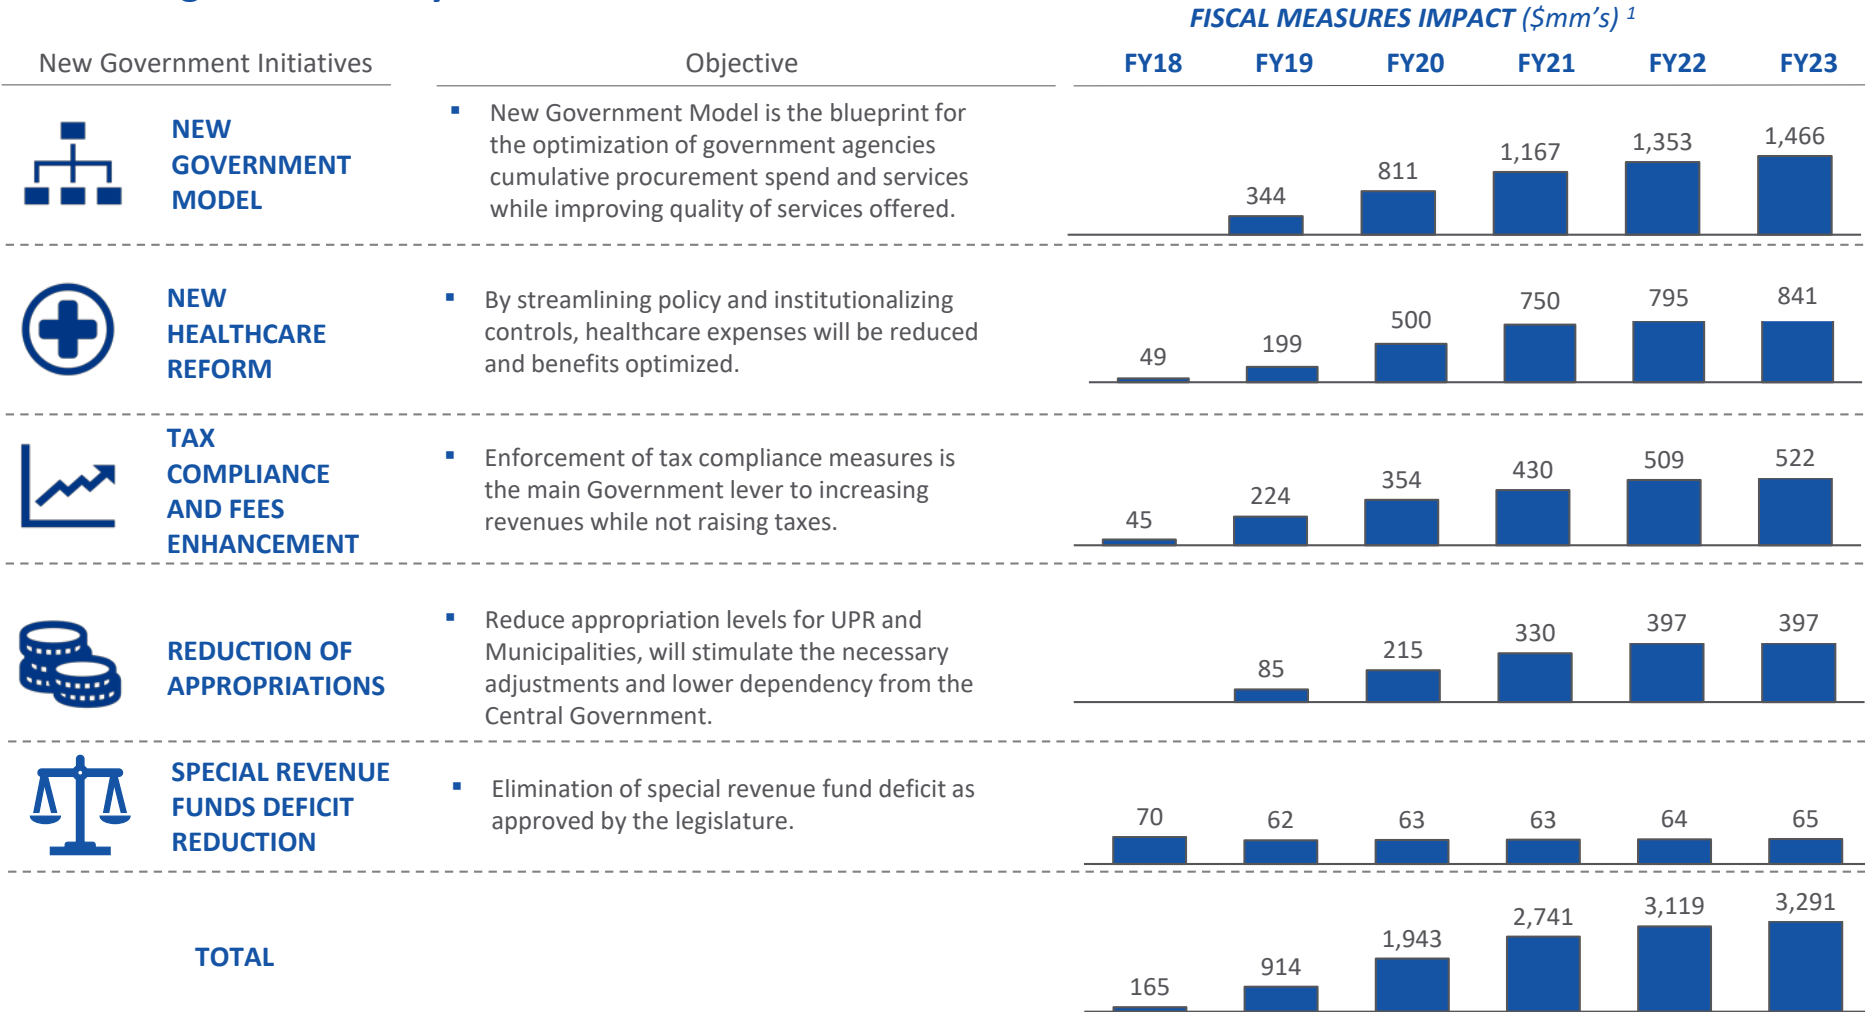 FISCAL MEASURES IMPACT ($mm's) 1
New Government Initiatives Objective FY18 FY19 FY20 FY21 FY22 FY23
NEW
GOVERNMENT
MODEL
▪ New Government Model is the blueprint for
the optimization of government agencies
cumulative procurement spend and services
while improving quality of services offered.
344 811 1,167 1,353 1,466
NEW
HEALTHCARE
REFORM
▪ By streamlining policy and institutionalizing
controls, healthcare expenses will be reduced
and benefits optimized.
49 199 500 750 795 841
TAX
COMPLIANCE
AND FEES
ENHANCEMENT
▪ Enforcement of tax compliance measures is
the main Government lever to increasing
revenues while not raising taxes.
45 224 354 430 509 522
REDUCTION OF
APPROPRIATIONS
▪ Reduce appropriation levels for UPR and
Municipalities, will stimulate the necessary
adjustments and lower dependency from the
Central Government.
85 215 330 397 397
SPECIAL REVENUE
FUNDS DEFICIT
REDUCTION
▪ Elimination of special revenue fund deficit as
approved by the legislature.
70 62 63 63 64 65
TOTAL
165 914 1,943 2,741 3,119 3,291